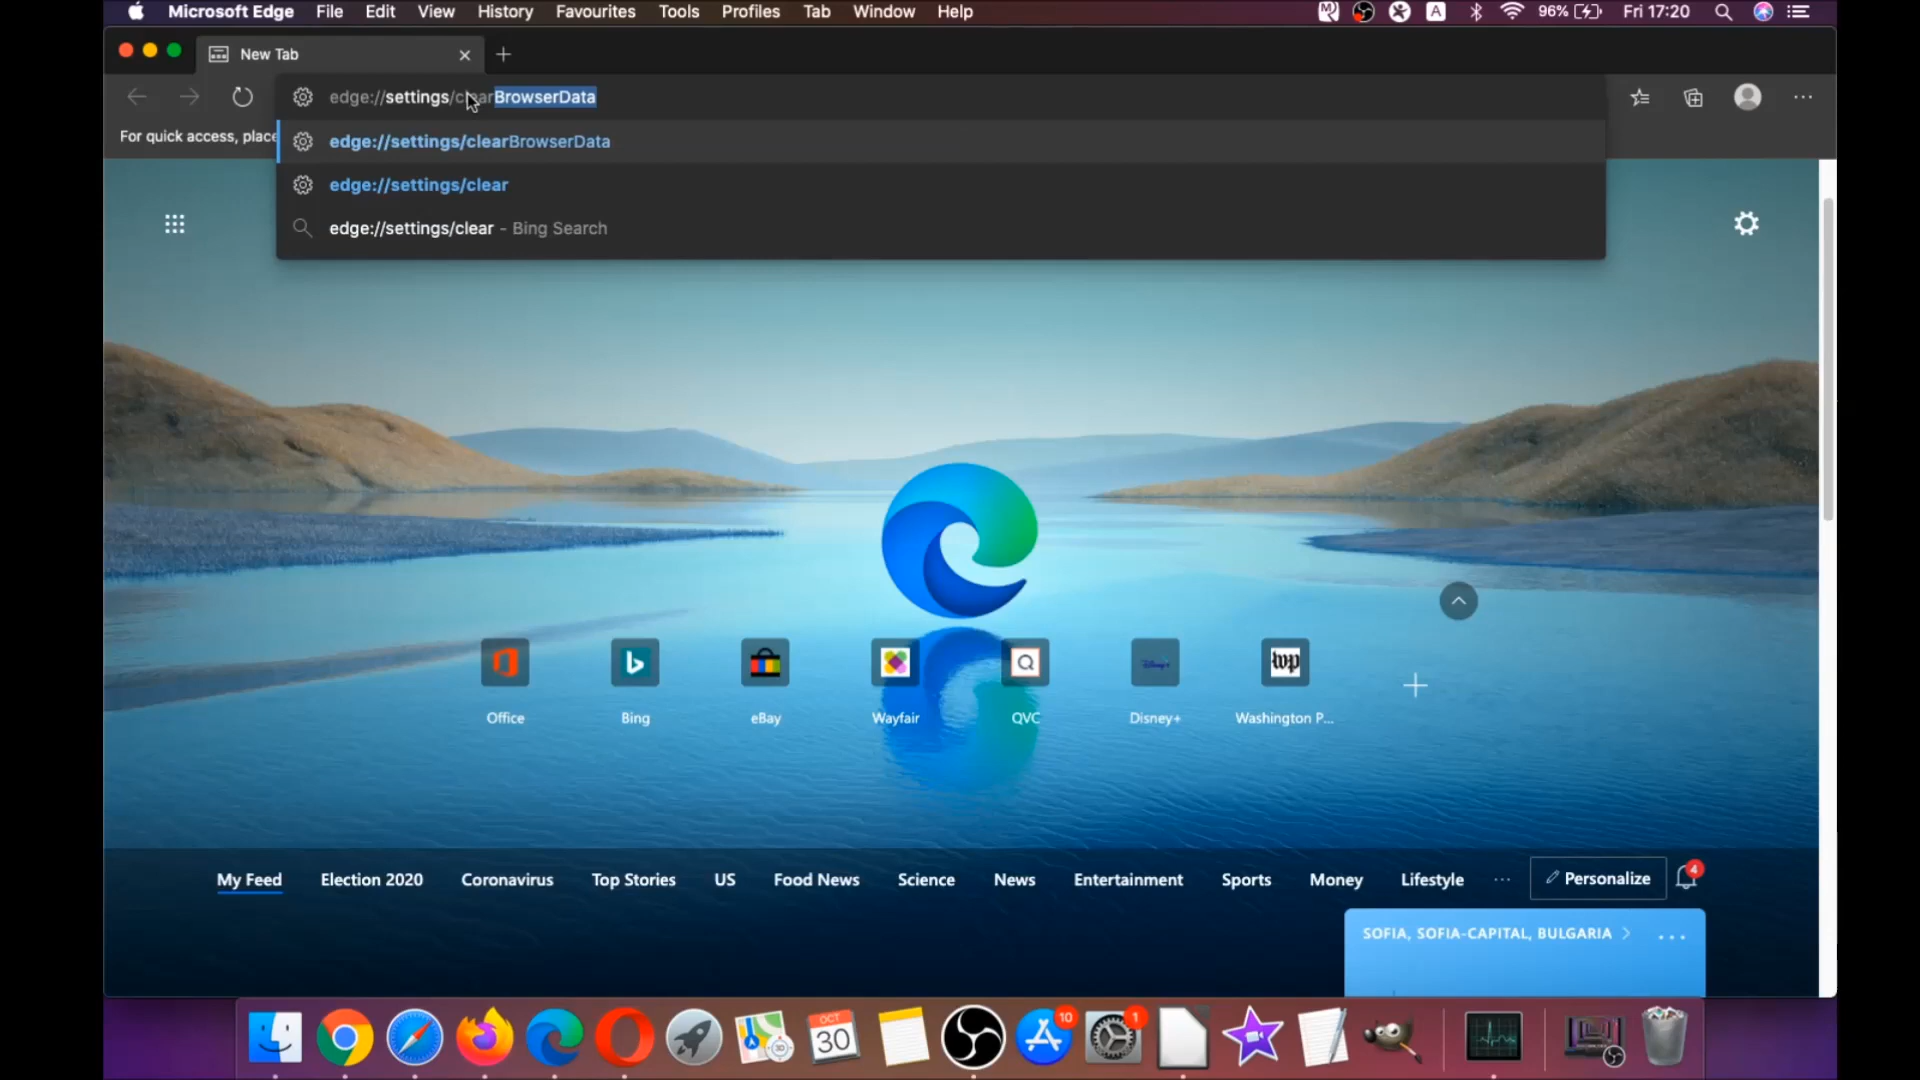 Microsoft Edge File Edit View History Favourites Tools Profiles Tab Window Help A 96% Fri 17:20
New Tab
edge://settings/clearBrowserData
For quick access, place
edge://settings/clearBrowserData
edge://settings/clear
edge://settings/clear - Bing Search
Disney+
wp
Office Bing eBay Wayfair QVC Disney+ Washington P...
My Feed Election 2020 Coronavirus Top Stories US Food News Science News Entertainment Sports Money Lifestyle ... Personalize 4
SOFIA, SOFIA-CAPITAL, BULGARIA > ...
OCT 30 10 1